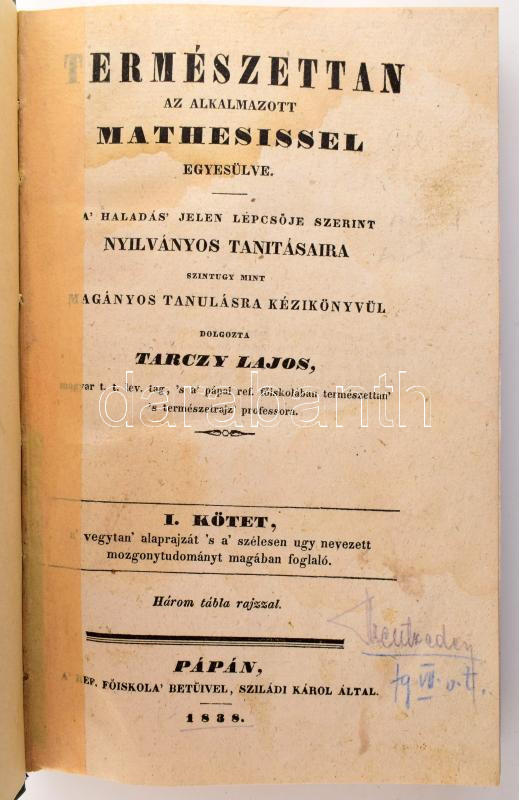 TERMÉSZETTAN
AZ ALKALMAZOTT
MATHESISSEL
EGYESÜLVE.
A' HALADÁS' JELEN LÉPCSŐJE SZERINT
NYILVÁNYOS TANITÁSAIRA
SZINTUGY MINT
MAGÁNYOS TANULÁSRA KÉZIKÖNYVÜL
DOLGOZTA
TARCZY LAJOS,
magyar t. t. lev. tag, 's a' pápai ref. főiskolában természettan'
's természetrajz' professora.
darabanth
I. KÖTET,
a' vegytan' alaprajzát 's a' szélesen ugy nevezett
mozgonytudományt magában foglaló.
Három tábla rajzzal.
PÁPÁN,
A' REF. FŐISKOLA' BETÜIVEL, SZILÁDI KÁROL ÁLTAL.
1838.